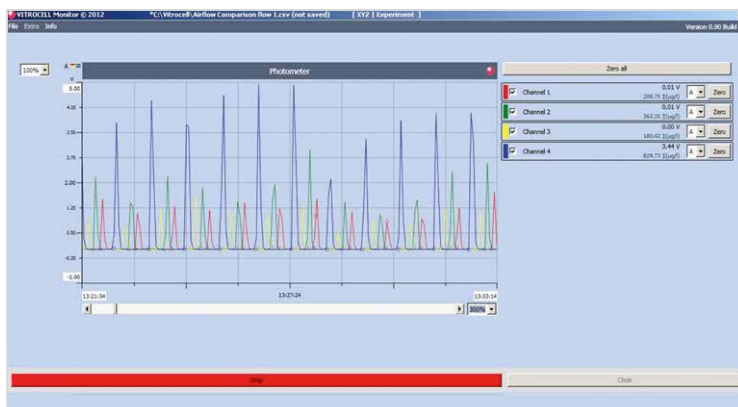 VITROCELL Monitor © 2012 *C:\Vitrocell\Airflow Comparison flow 1.csv (not saved) [ XYZ | Experiment ]
File Extra Info Version 0.90 Build
100% A
V
Photometer
Zero all
5.00
4.25
3.50
2.75
2.00
1.25
0.50
-0.25
-1.00
Channel 1 0.01 V A Zero
Channel 2 0.01 V A Zero
Channel 3 0.00 V A Zero
Channel 4 3.44 V A Zero
13:21:34 13:27:24 13:33:14
300%
Stop Clear